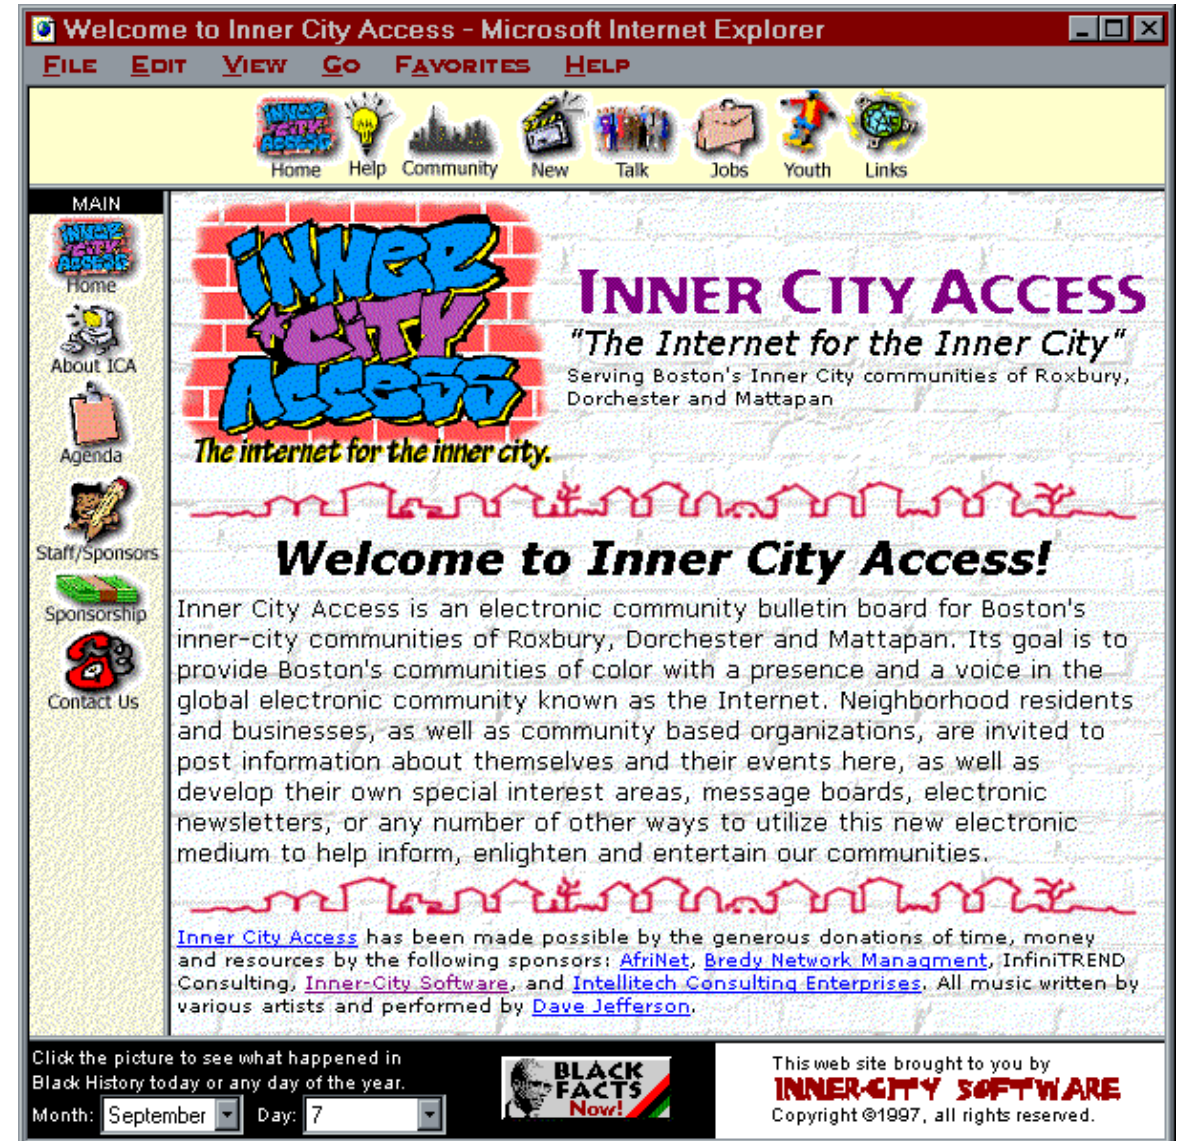 Welcome to Inner City Access - Microsoft Internet Explorer
FILE EDIT VIEW GO FAVORITES HELP
INNER
CITY
ACCESS
Home Help Community New Talk Jobs Youth Links
MAIN
INNER
CITY
ACCESS
Home
About ICA
Agenda
Staff/Sponsors
Sponsorship
Contact Us
INNER
CITY
ACCESS
The internet for the inner city.
INNER CITY ACCESS
"The Internet for the Inner City"
Serving Boston's Inner City communities of Roxbury,
Dorchester and Mattapan
Welcome to Inner City Access!
Inner City Access is an electronic community bulletin board for Boston's
inner-city communities of Roxbury, Dorchester and Mattapan. Its goal is to
provide Boston's communities of color with a presence and a voice in the
global electronic community known as the Internet. Neighborhood residents
and businesses, as well as community based organizations, are invited to
post information about themselves and their events here, as well as
develop their own special interest areas, message boards, electronic
newsletters, or any number of other ways to utilize this new electronic
medium to help inform, enlighten and entertain our communities.
Inner City Access has been made possible by the generous donations of time, money
and resources by the following sponsors: AfriNet, Bredy Network Managment, InfiniTREND
Consulting, Inner-City Software, and Intellitech Consulting Enterprises. All music written by
various artists and performed by Dave Jefferson.
Click the picture to see what happened in
Black History today or any day of the year.
Month: September Day: 7
BLACK
FACTS
Now!
This web site brought to you by
INNER-CITY SOFTWARE
Copyright ©1997, all rights reserved.